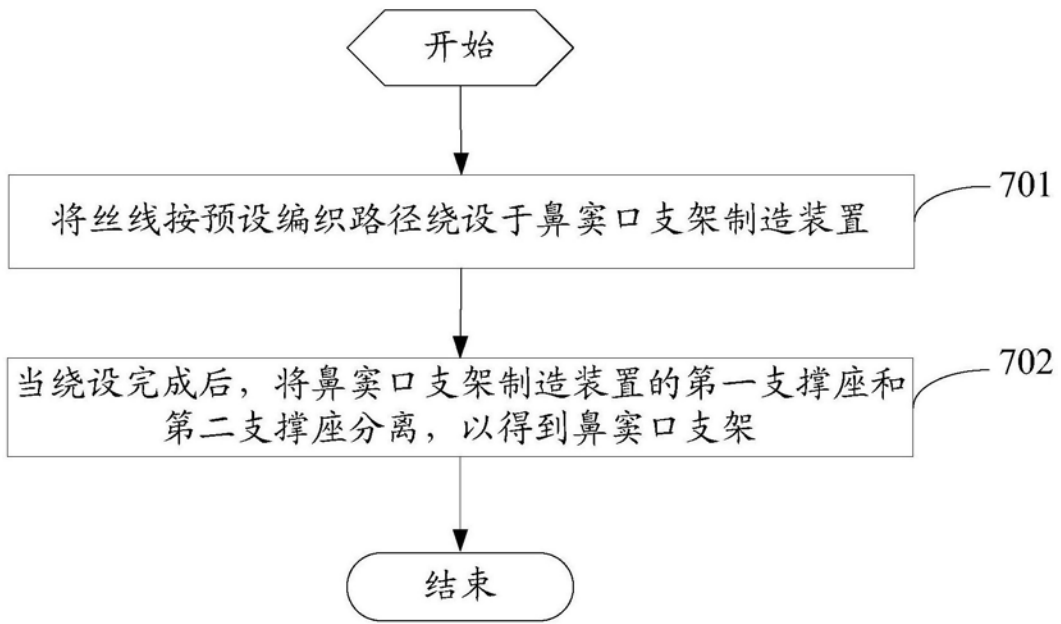 开始
将丝线按预设编织路径绕设于鼻窦口支架制造装置
701
当绕设完成后，将鼻窦口支架制造装置的第一支撑座和
第二支撑座分离，以得到鼻窦口支架
702
结束